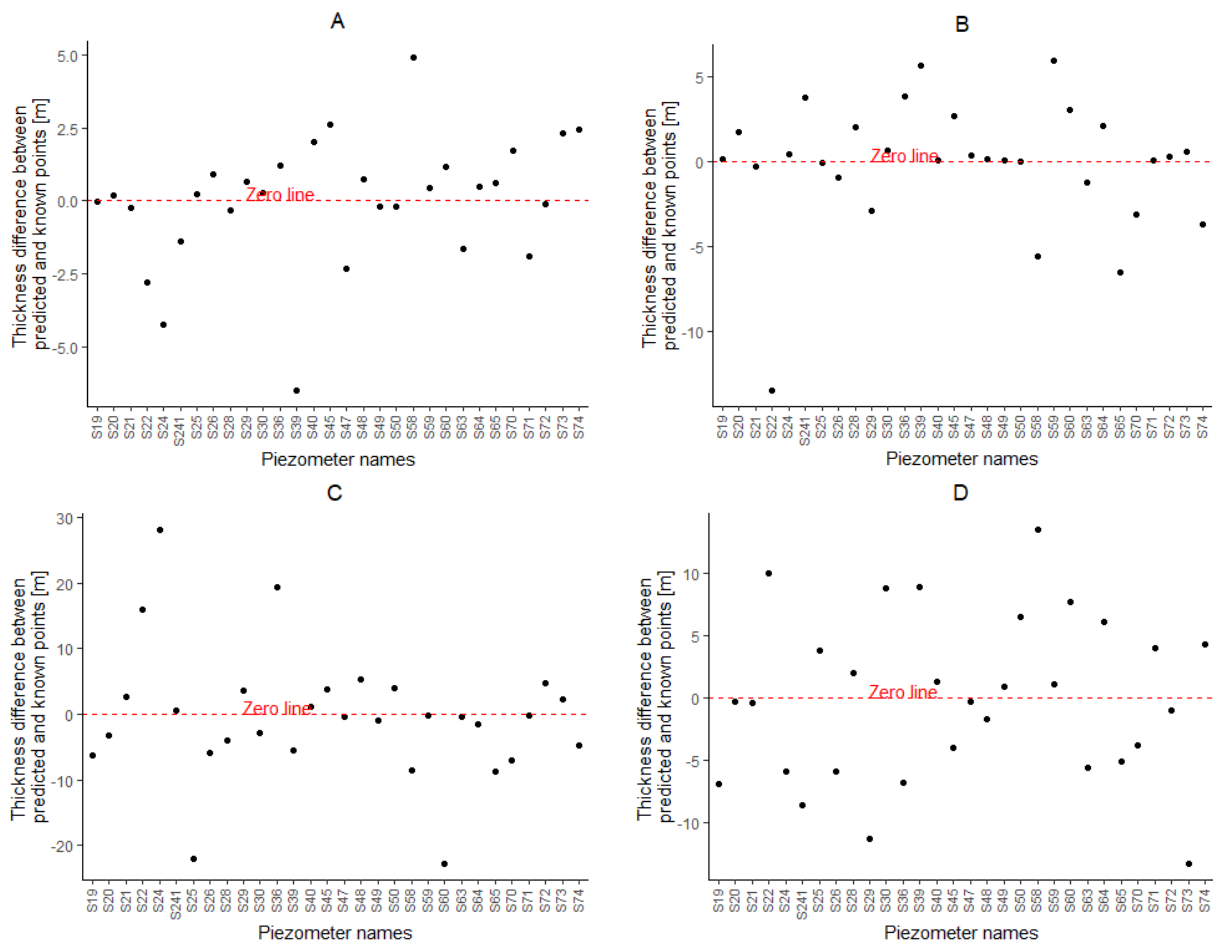 A
Thickness difference between
predicted and known points [m]
5.0
2.5
0.0
-2.5
-5.0
Zero line
S19 S20 S21 S22 S24 S241 S25 S26 S28 S29 S30 S36 S39 S40 S45 S47 S48 S49 S50 S58 S59 S60 S63 S64 S65 S70 S71 S72 S73 S74
Piezometer names
B
Thickness difference between
predicted and known points [m]
5
0
-5
-10
Zero line
S19 S20 S21 S22 S24 S241 S25 S26 S28 S29 S30 S36 S39 S40 S45 S47 S48 S49 S50 S58 S59 S60 S63 S64 S65 S70 S71 S72 S73 S74
Piezometer names
C
Thickness difference between
predicted and known points [m]
30
20
10
0
-10
-20
Zero line
S19 S20 S21 S22 S24 S241 S25 S26 S28 S29 S30 S36 S39 S40 S45 S47 S48 S49 S50 S58 S59 S60 S63 S64 S65 S70 S71 S72 S73 S74
Piezometer names
D
Thickness difference between
predicted and known points [m]
10
5
0
-5
-10
Zero line
S19 S20 S21 S22 S24 S241 S25 S26 S28 S29 S30 S36 S39 S40 S45 S47 S48 S49 S50 S58 S59 S60 S63 S64 S65 S70 S71 S72 S73 S74
Piezometer names